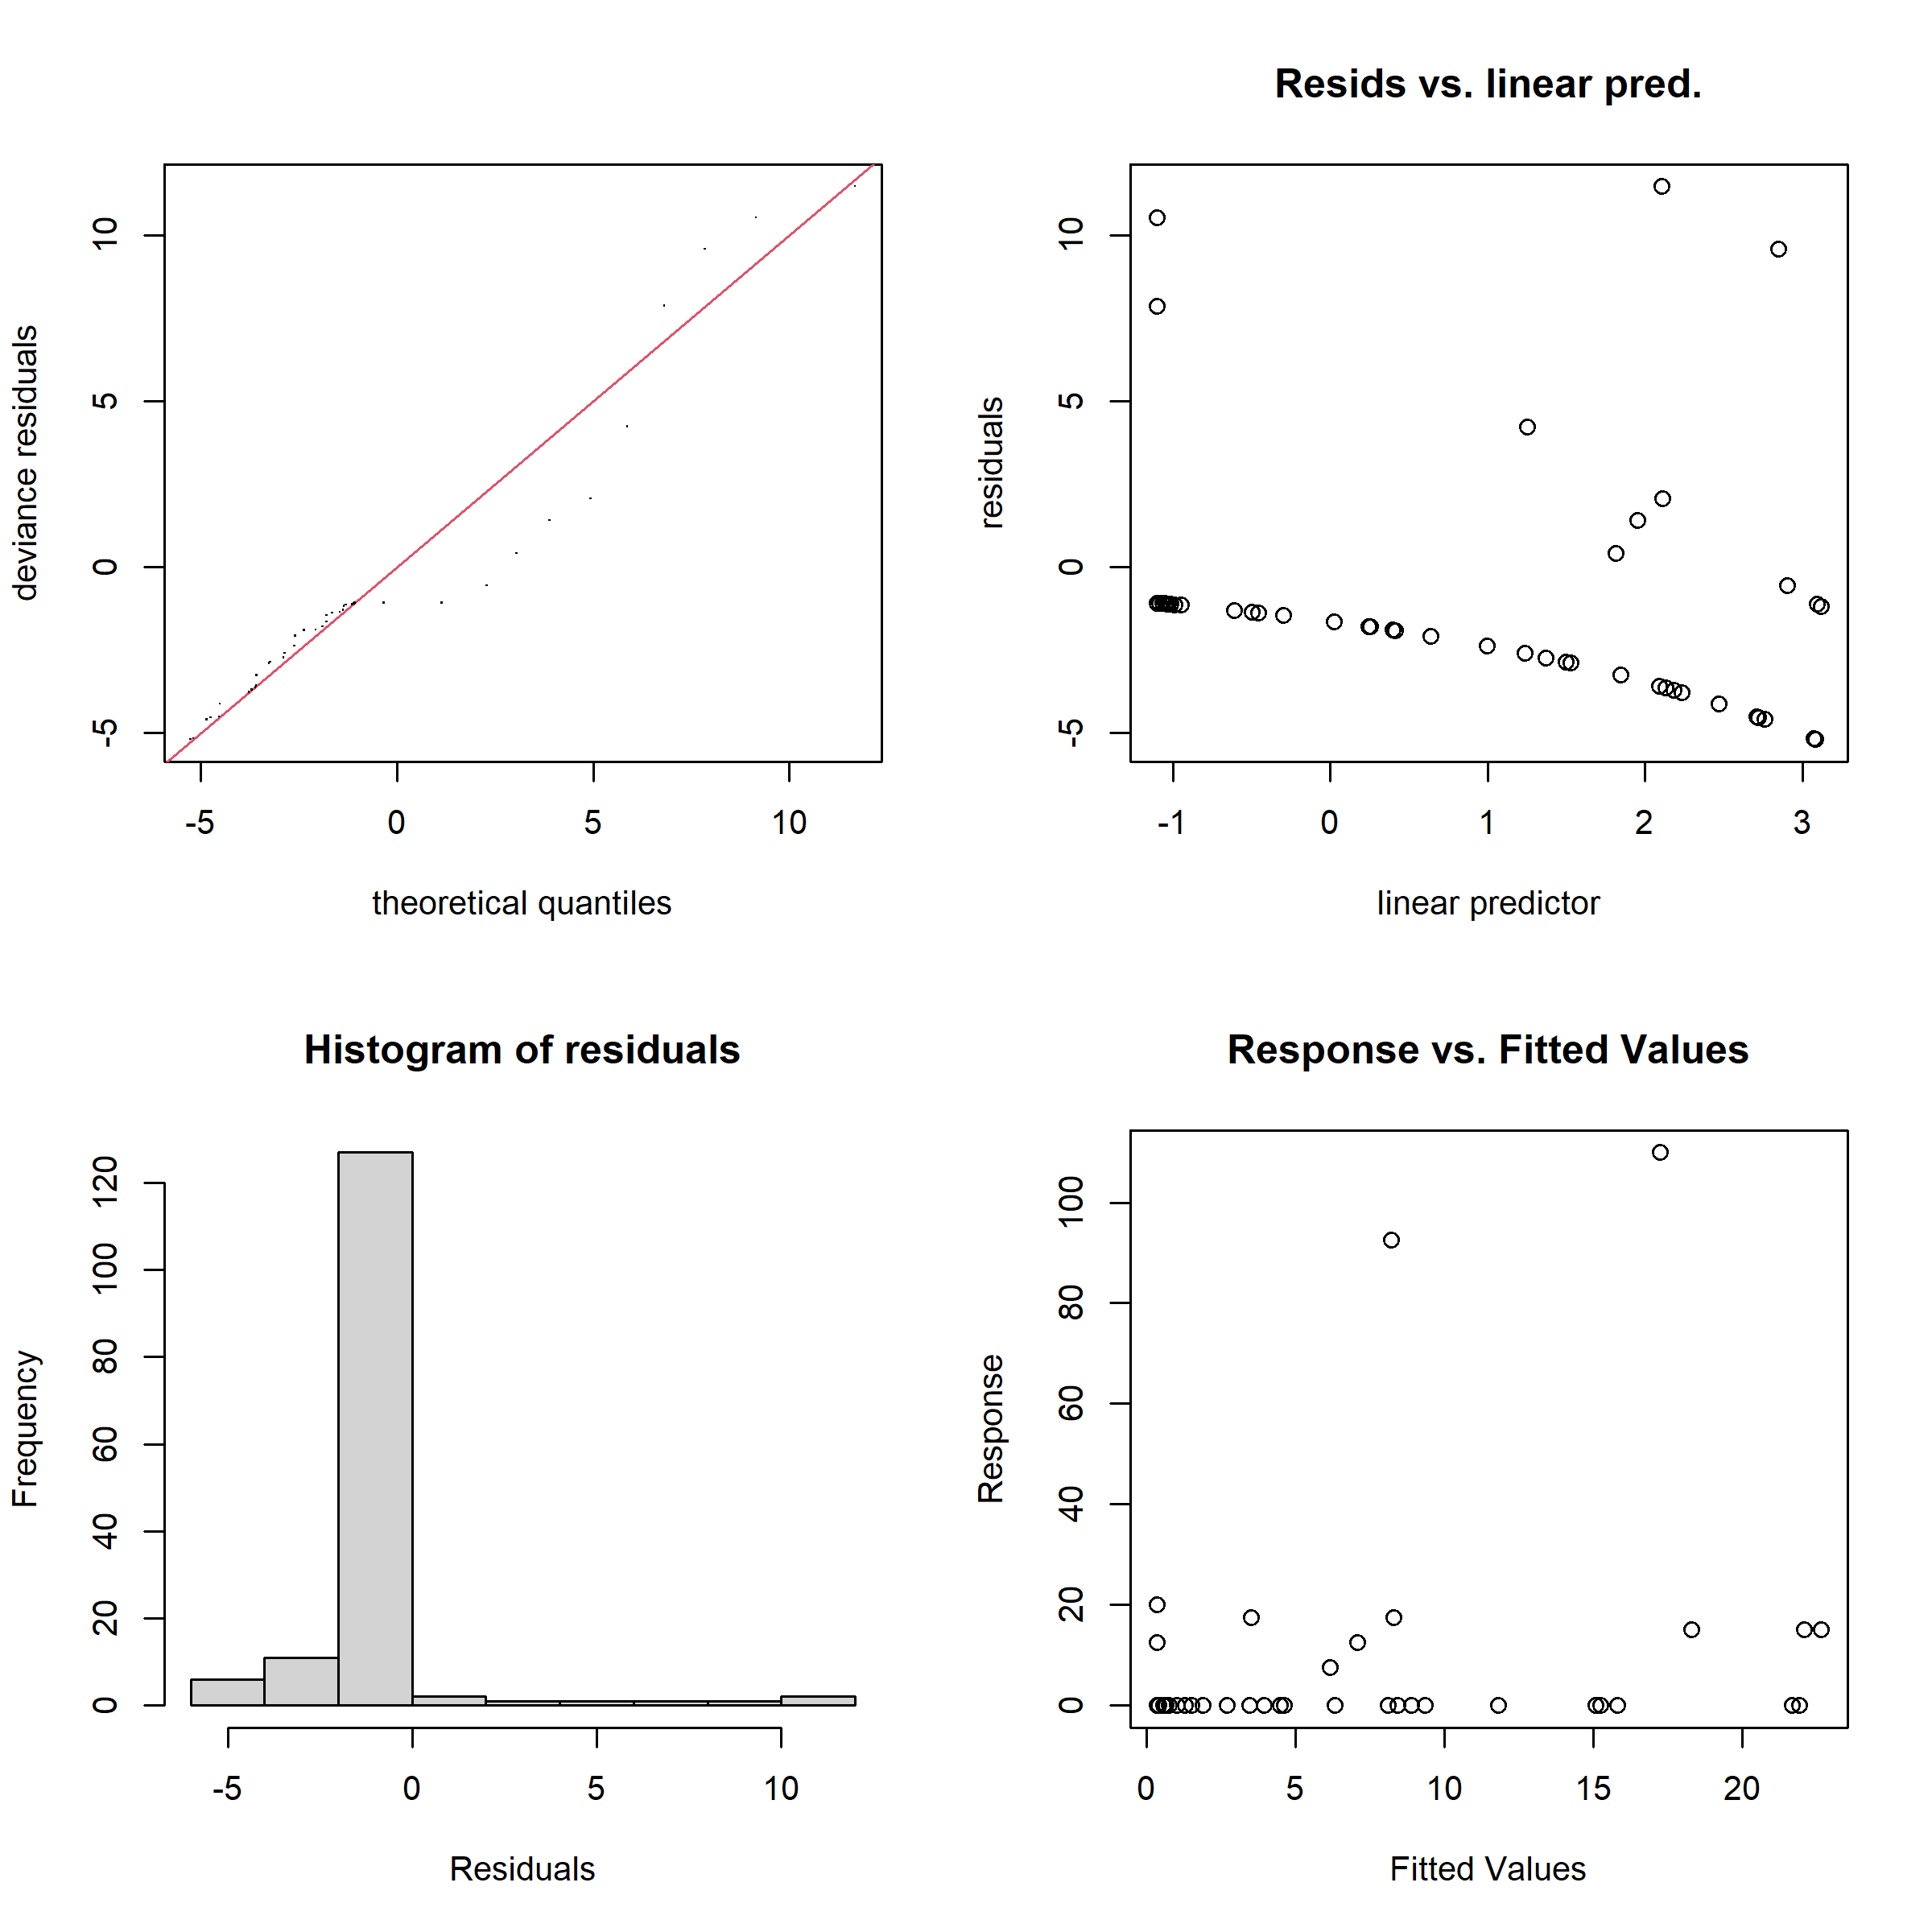 deviance residuals
10
5
0
-5
-5 0 5 10
theoretical quantiles
Resids vs. linear pred.
residuals
10
5
0
-5
-1 0 1 2 3
linear predictor
Histogram of residuals
Frequency
120
100
80
60
40
20
0
-5 0 5 10
Residuals
Response vs. Fitted Values
Response
100
80
60
40
20
0
0 5 10 15 20
Fitted Values